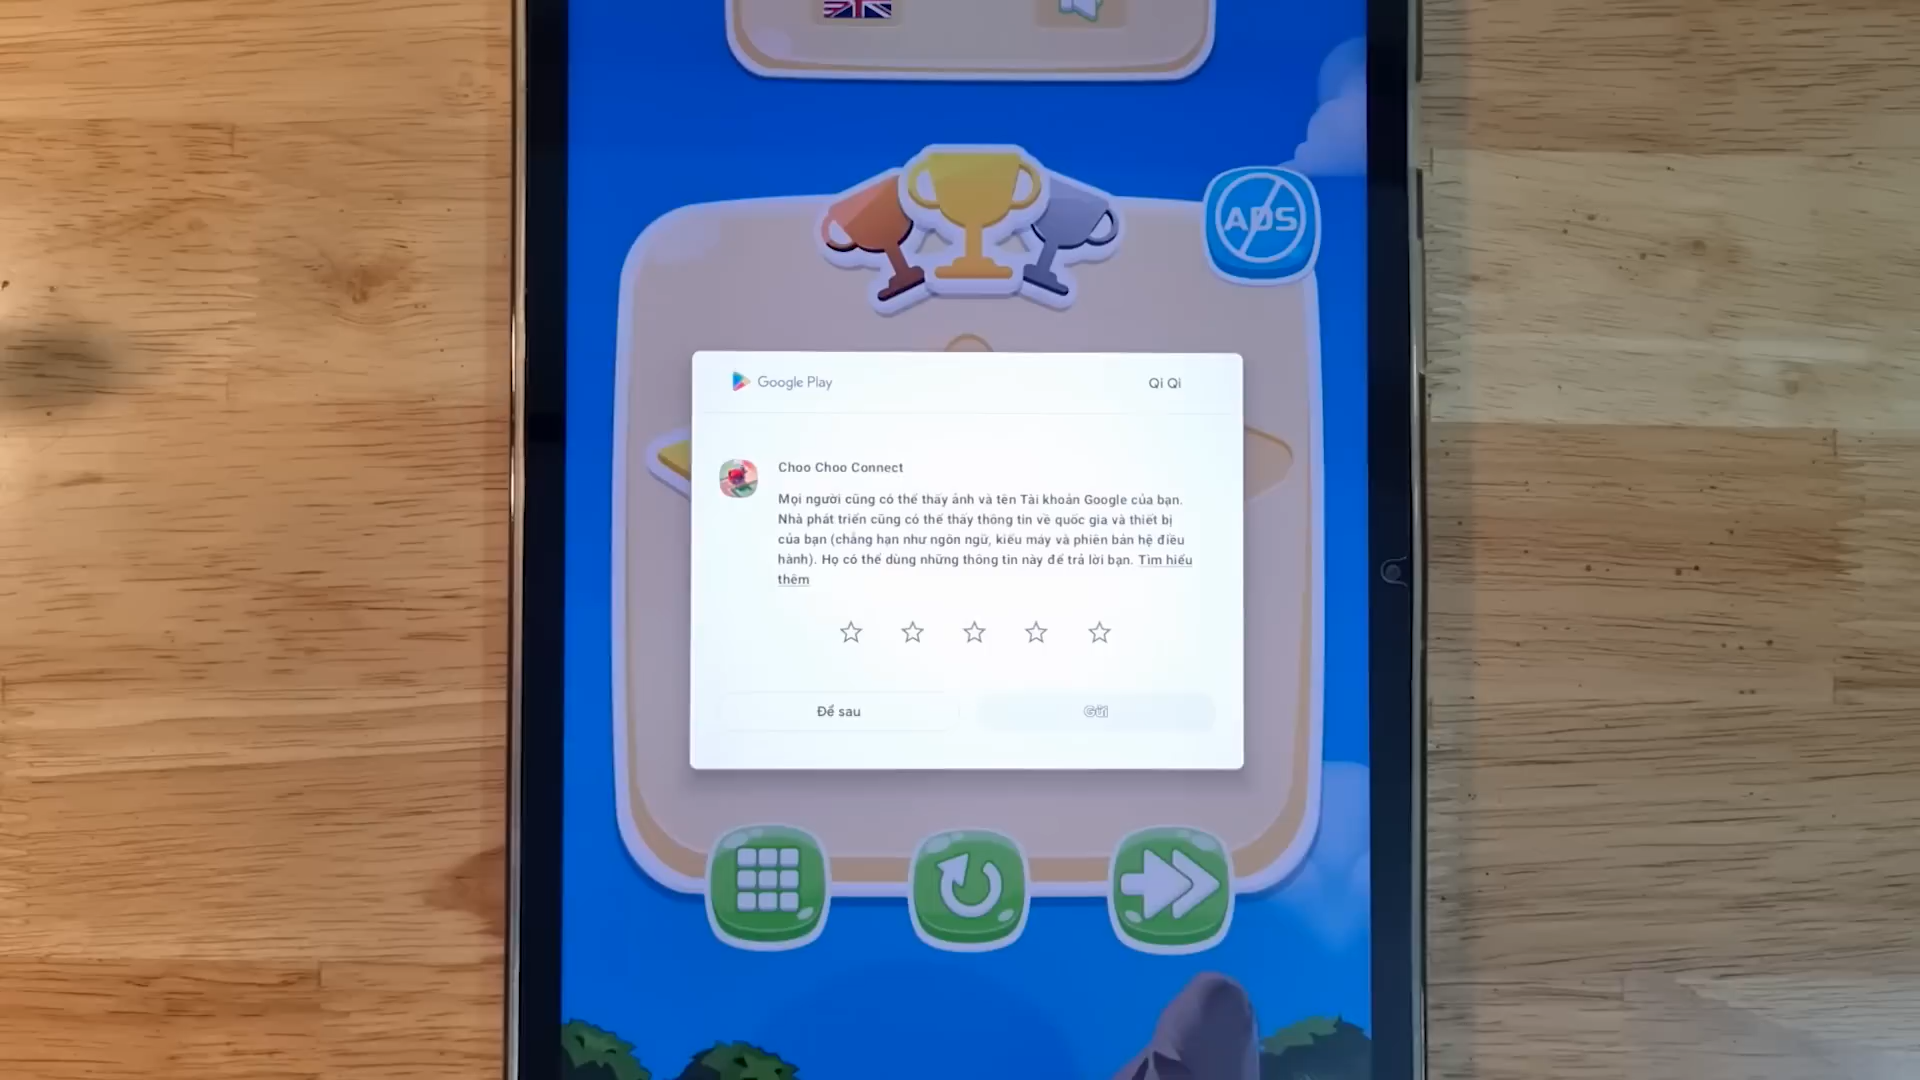 ADS
Google Play
Qi Qi
Choo Choo Connect
Mọi người cũng có thể thấy ảnh và tên Tài khoản Google của bạn.
Nhà phát triển cũng có thể thấy thông tin về quốc gia và thiết bị
của bạn (chẳng hạn như ngôn ngữ, kiểu máy và phiên bản hệ điều
hành). Họ có thể dùng những thông tin này để trả lời bạn. Tìm hiểu
thêm
Để sau
Gửi